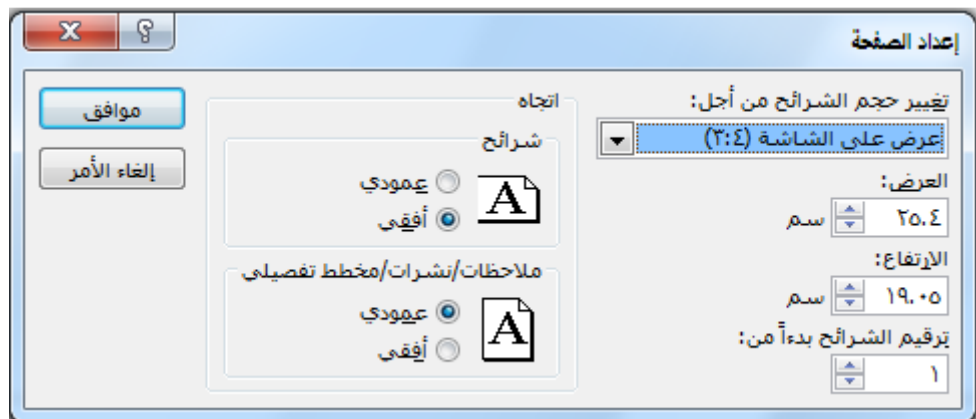 إعداد الصفحة
تغيير حجم الشرائح من أجل:
عرض على الشاشة (٣:٤)
العرض:
٢٥.٤ سم
الارتفاع:
١٩.٠٥ سم
ترقيم الشرائح بدءاً من:
١
اتجاه
شرائح
عمودي
أفقي
A
ملاحظات/نشرات/مخطط تفصيلي
عمودي
أفقي
A
موافق
إلغاء الأمر